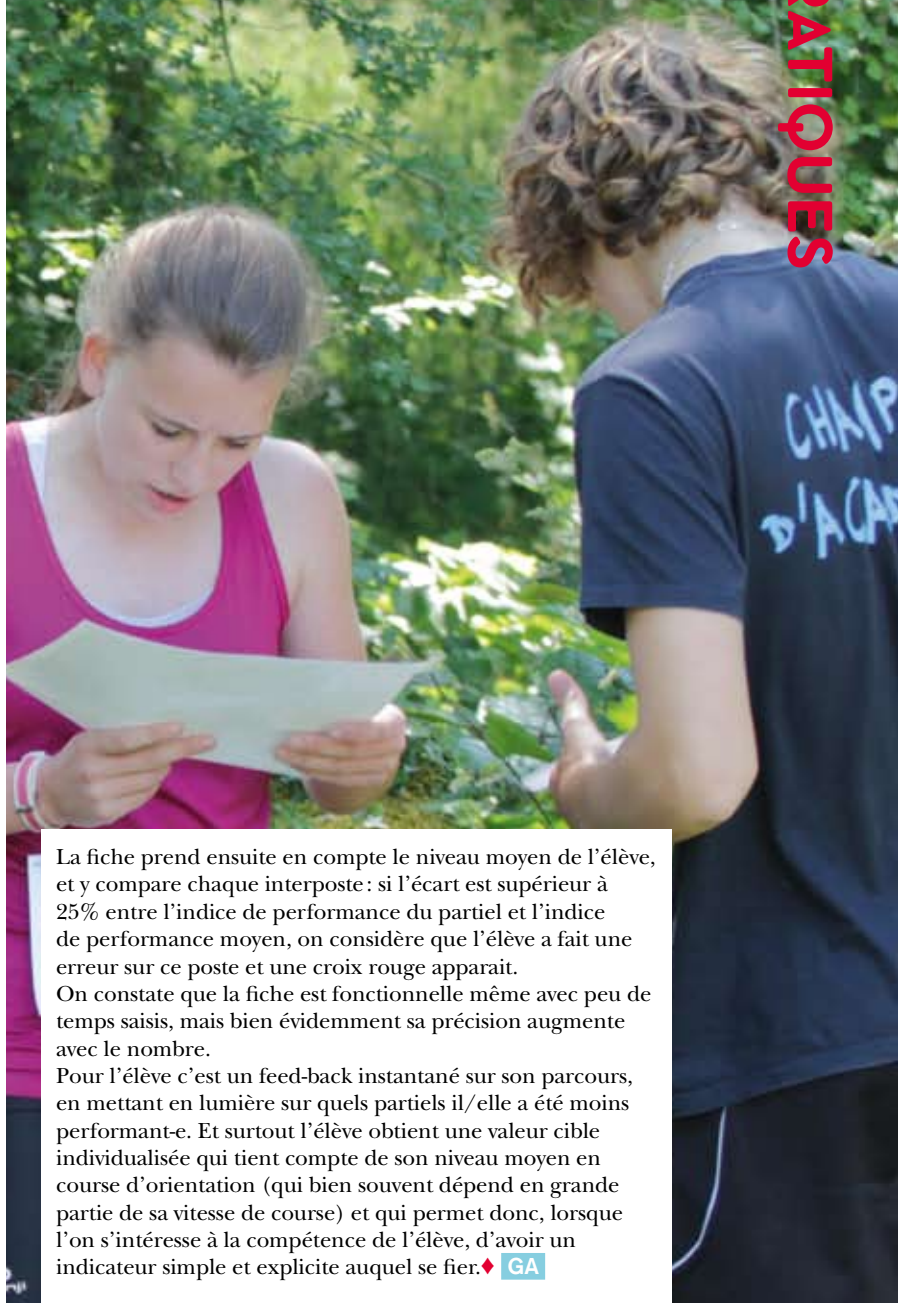 RATIQUES
CHAMP
D'ACAD
La fiche prend ensuite en compte le niveau moyen de l'élève,
et y compare chaque interposte : si l'écart est supérieur à
25% entre l'indice de performance du partiel et l'indice
de performance moyen, on considère que l'élève a fait une
erreur sur ce poste et une croix rouge apparait.
On constate que la fiche est fonctionnelle même avec peu de
temps saisis, mais bien évidemment sa précision augmente
avec le nombre.
Pour l'élève c'est un feed-back instantané sur son parcours,
en mettant en lumière sur quels partiels il/elle a été moins
performant-e. Et surtout l'élève obtient une valeur cible
individualisée qui tient compte de son niveau moyen en
course d'orientation (qui bien souvent dépend en grande
partie de sa vitesse de course) et qui permet donc, lorsque
l'on s'intéresse à la compétence de l'élève, d'avoir un
indicateur simple et explicite auquel se fier.♦ GA